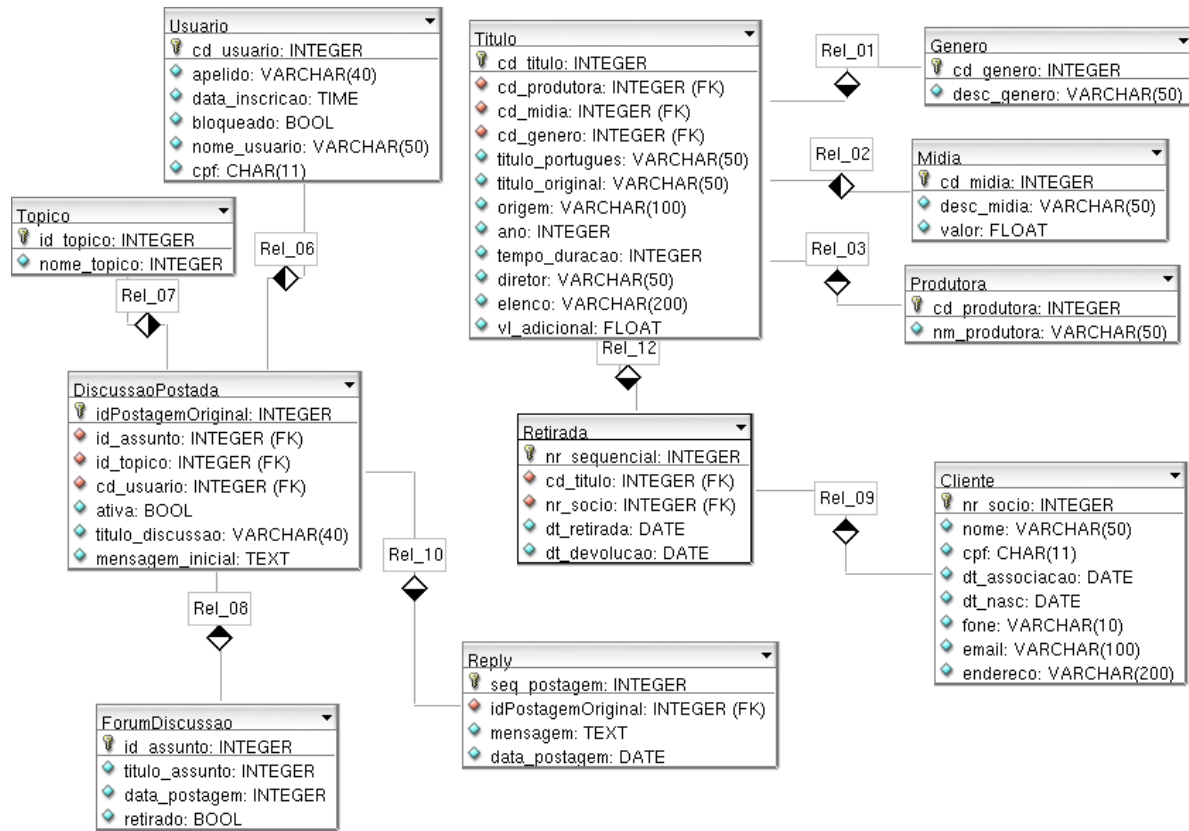 Usuario
cd_usuario: INTEGER
apelido: VARCHAR(40)
data_inscricao: TIME
bloqueado: BOOL
nome_usuario: VARCHAR(50)
cpf: CHAR(11)
Titulo
cd_titulo: INTEGER
cd_produtora: INTEGER (FK)
cd_midia: INTEGER (FK)
cd_genero: INTEGER (FK)
titulo_portugues: VARCHAR(50)
titulo_original: VARCHAR(50)
origem: VARCHAR(100)
ano: INTEGER
tempo_duracao: INTEGER
diretor: VARCHAR(50)
elenco: VARCHAR(200)
vl_adicional: FLOAT
Rel_01
Genero
cd_genero: INTEGER
desc_genero: VARCHAR(50)
Rel_02
Midia
cd_midia: INTEGER
desc_midia: VARCHAR(50)
valor: FLOAT
Rel_03
Produtora
cd_produtora: INTEGER
nm_produtora: VARCHAR(50)
Topico
id_topico: INTEGER
nome_topico: INTEGER
Rel_06
Rel_07
Rel_12
DiscussaoPostada
idPostagemOriginal: INTEGER
id_assunto: INTEGER (FK)
id_topico: INTEGER (FK)
cd_usuario: INTEGER (FK)
ativa: BOOL
titulo_discussao: VARCHAR(40)
mensagem_inicial: TEXT
Retirada
nr_sequencial: INTEGER
cd_titulo: INTEGER (FK)
nr_socio: INTEGER (FK)
dt_retirada: DATE
dt_devolucao: DATE
Rel_09
Cliente
nr_socio: INTEGER
nome: VARCHAR(50)
cpf: CHAR(11)
dt_associacao: DATE
dt_nasc: DATE
fone: VARCHAR(10)
email: VARCHAR(100)
endereco: VARCHAR(200)
Rel_10
Rel_08
Reply
seq_postagem: INTEGER
idPostagemOriginal: INTEGER (FK)
mensagem: TEXT
data_postagem: DATE
ForumDiscussao
id_assunto: INTEGER
titulo_assunto: INTEGER
data_postagem: INTEGER
retirado: BOOL